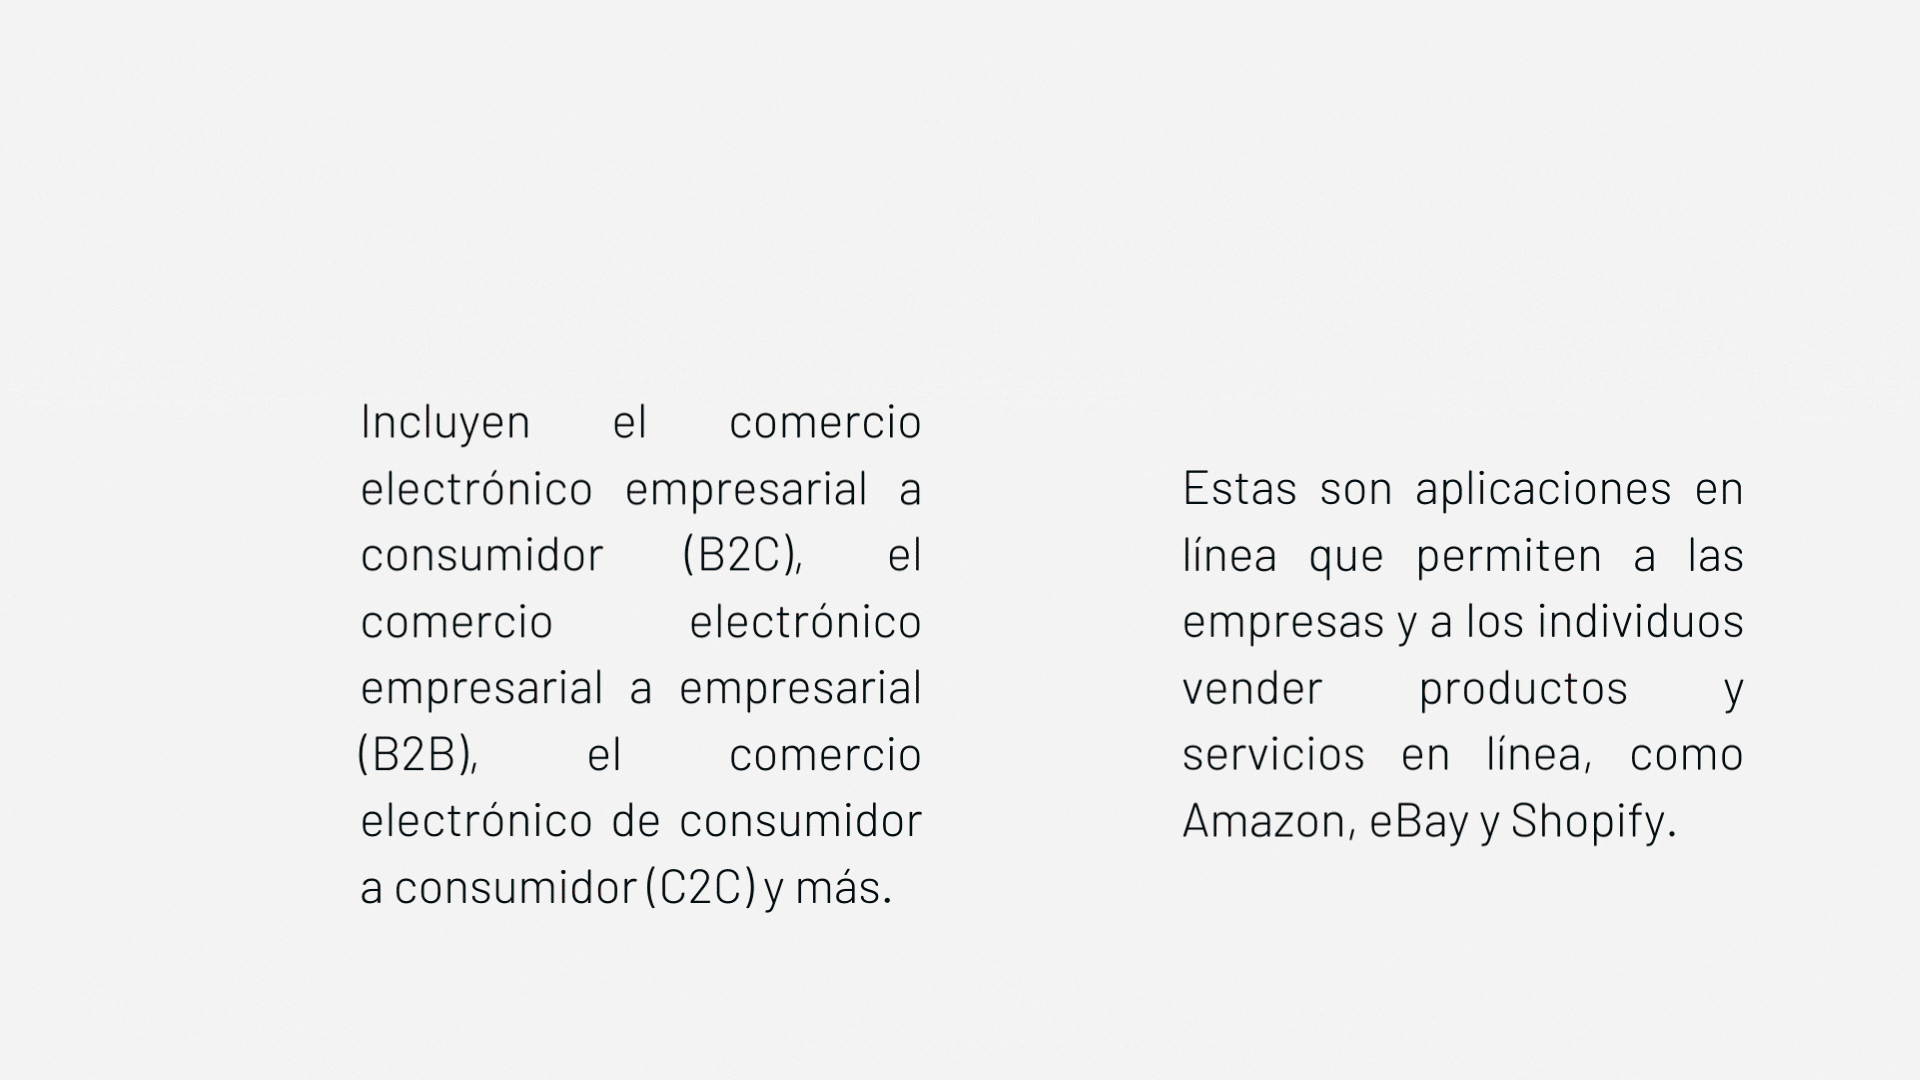 Incluyen el comercio
electrónico empresarial a
consumidor (B2C), el
comercio electrónico
empresarial a empresarial
(B2B), el comercio
electrónico de consumidor
a consumidor (C2C) y más.
Estas son aplicaciones en
línea que permiten a las
empresas y a los individuos
vender productos y
servicios en línea, como
Amazon, eBay y Shopify.